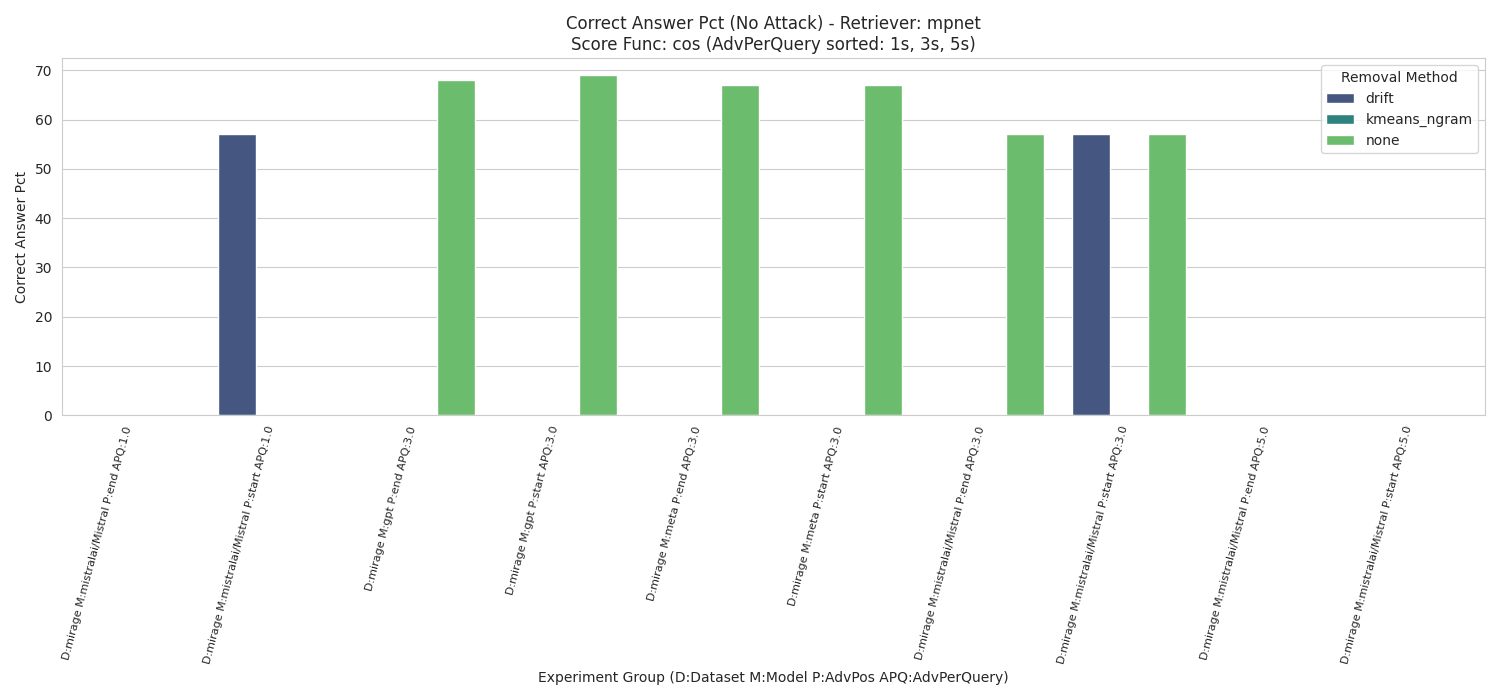 Correct Answer Pct (No Attack) - Retriever: mpnet
Score Func: cos (AdvPerQuery sorted: 1s, 3s, 5s)
Correct Answer Pct
70
60
50
40
30
20
10
0
Removal Method
drift
kmeans_ngram
none
D:mirage M:mistralai/Mistral P:end APQ:1.0
D:mirage M:mistralai/Mistral P:start APQ:1.0
D:mirage M:gpt P:end APQ:3.0
D:mirage M:gpt P:start APQ:3.0
D:mirage M:meta P:end APQ:3.0
D:mirage M:meta P:start APQ:3.0
D:mirage M:mistralai/Mistral P:end APQ:3.0
D:mirage M:mistralai/Mistral P:start APQ:3.0
D:mirage M:mistralai/Mistral P:end APQ:5.0
D:mirage M:mistralai/Mistral P:start APQ:5.0
Experiment Group (D:Dataset M:Model P:AdvPos APQ:AdvPerQuery)